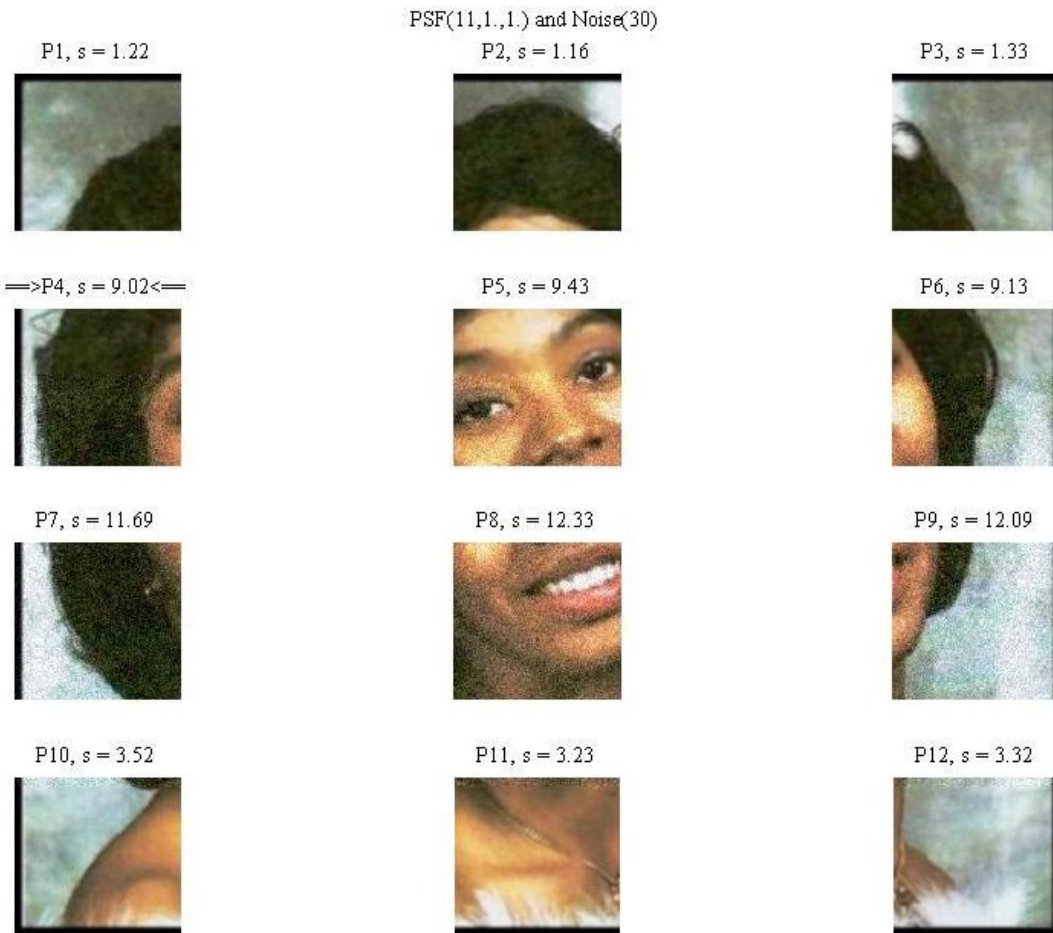 PSF(11,1.,1.) and Noise(30)
P1, s = 1.22
P2, s = 1.16
P3, s = 1.33
==>P4, s = 9.02<==
P5, s = 9.43
P6, s = 9.13
P7, s = 11.69
P8, s = 12.33
P9, s = 12.09
P10, s = 3.52
P11, s = 3.23
P12, s = 3.32